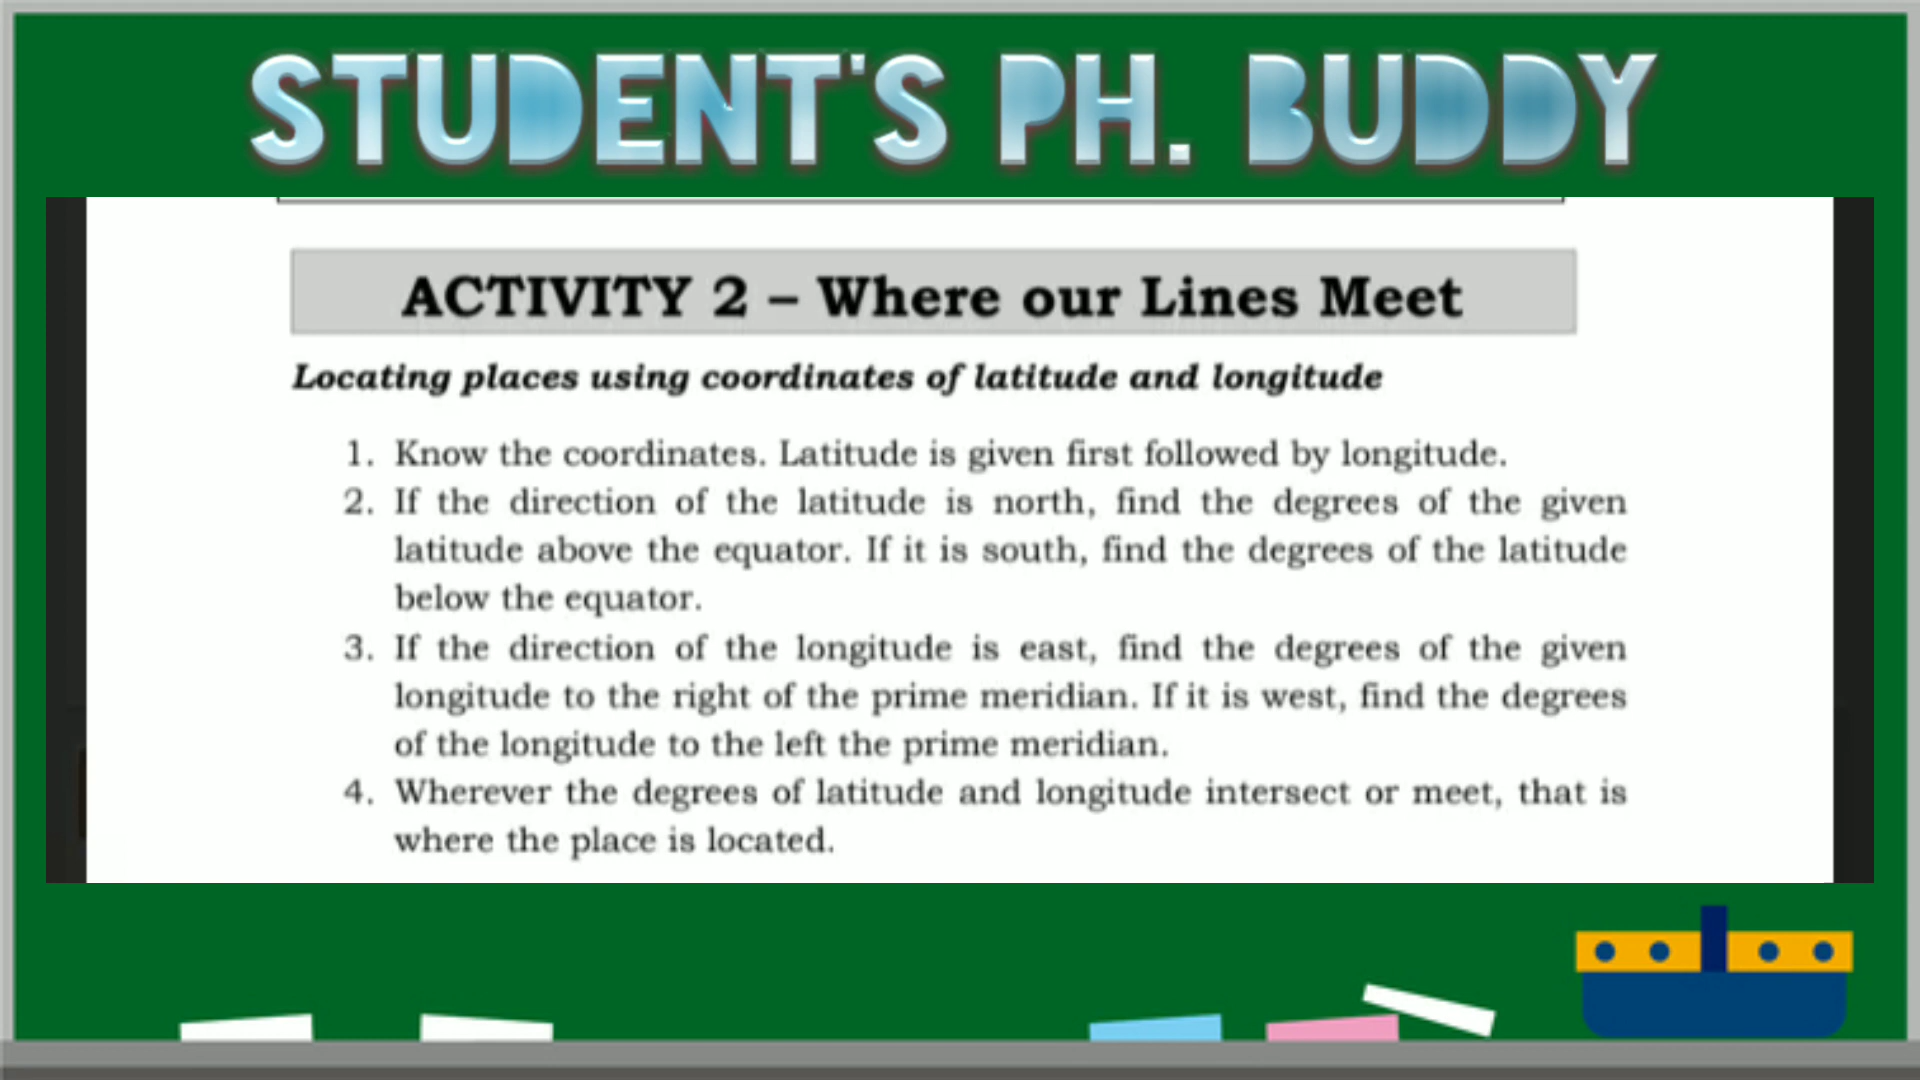 STUDENT'S PH. BUDDY
ACTIVITY 2 – Where our Lines Meet
Locating places using coordinates of latitude and longitude
1. Know the coordinates. Latitude is given first followed by longitude.
2. If the direction of the latitude is north, find the degrees of the given
latitude above the equator. If it is south, find the degrees of the latitude
below the equator.
3. If the direction of the longitude is east, find the degrees of the given
longitude to the right of the prime meridian. If it is west, find the degrees
of the longitude to the left the prime meridian.
4. Wherever the degrees of latitude and longitude intersect or meet, that is
where the place is located.